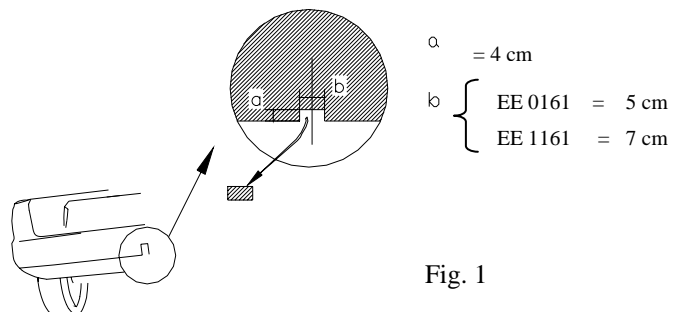 a
= 4 cm
b
EE 0161 = 5 cm
EE 1161 = 7 cm
a
b
Fig. 1